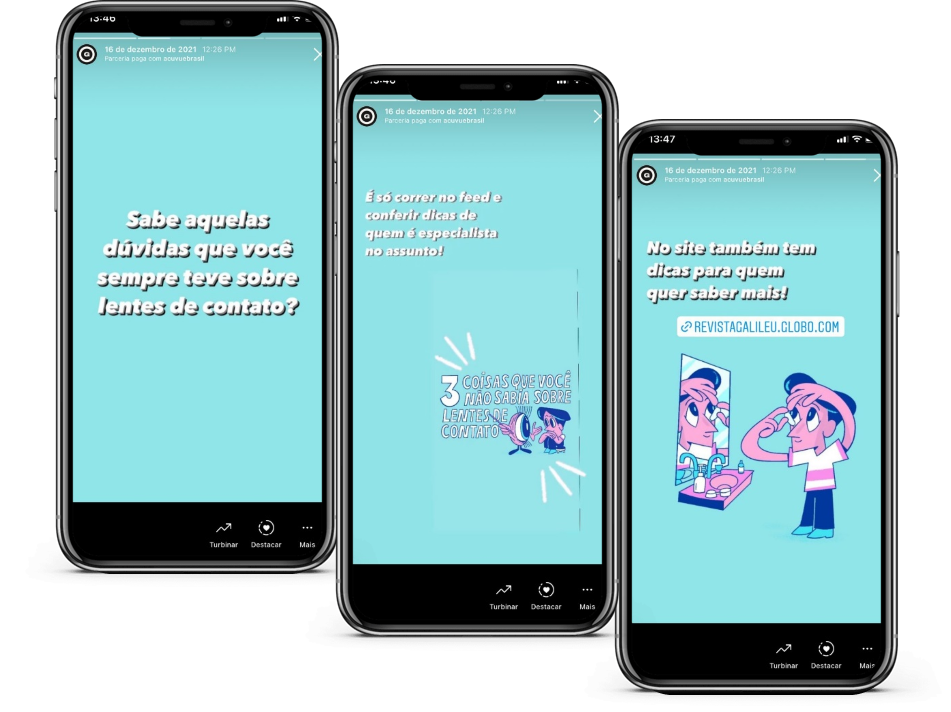 13:46
16 de dezembro de 2021 12:26 PM
Parceria paga com acuvuebrasil
Sabe aquelas
dúvidas que você
sempre teve sobre
lentes de contato?
Turbinar Destacar Mais
13:46
16 de dezembro de 2021 12:26 PM
Parceria paga com acuvuebrasil
É só correr no feed e
conferir dicas de
quem é especialista
no assunto!
3 COISAS QUE VOCÊ
NÃO SABIA SOBRE
LENTES DE
CONTATO
Turbinar Destacar Mais
13:47
G
16 de dezembro de 2021 12:26 PM
Parceria paga com acuvuebrasil
No site também tem
dicas para quem
quer saber mais!
REVISTAGALILEU.GLOBO.COM
Turbinar Destacar Mais